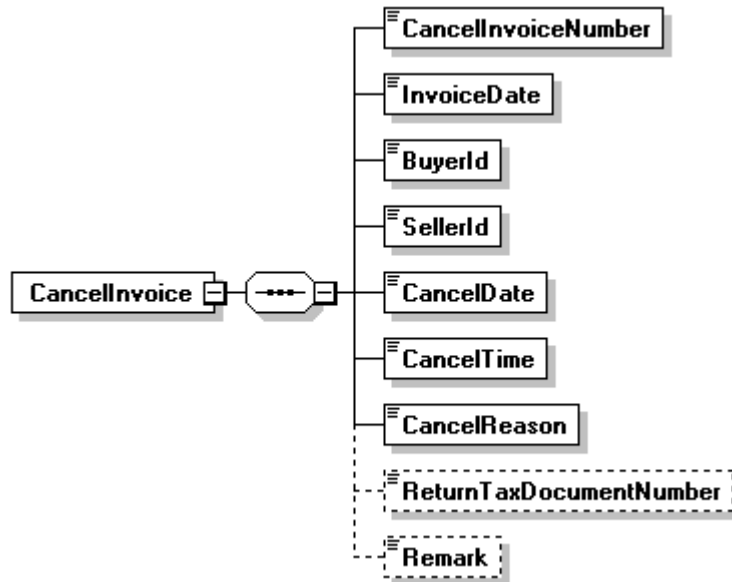 CancelInvoiceNumber
InvoiceDate
BuyerId
SellerId
CancelInvoice
CancelDate
CancelTime
CancelReason
ReturnTaxDocumentNumber
Remark